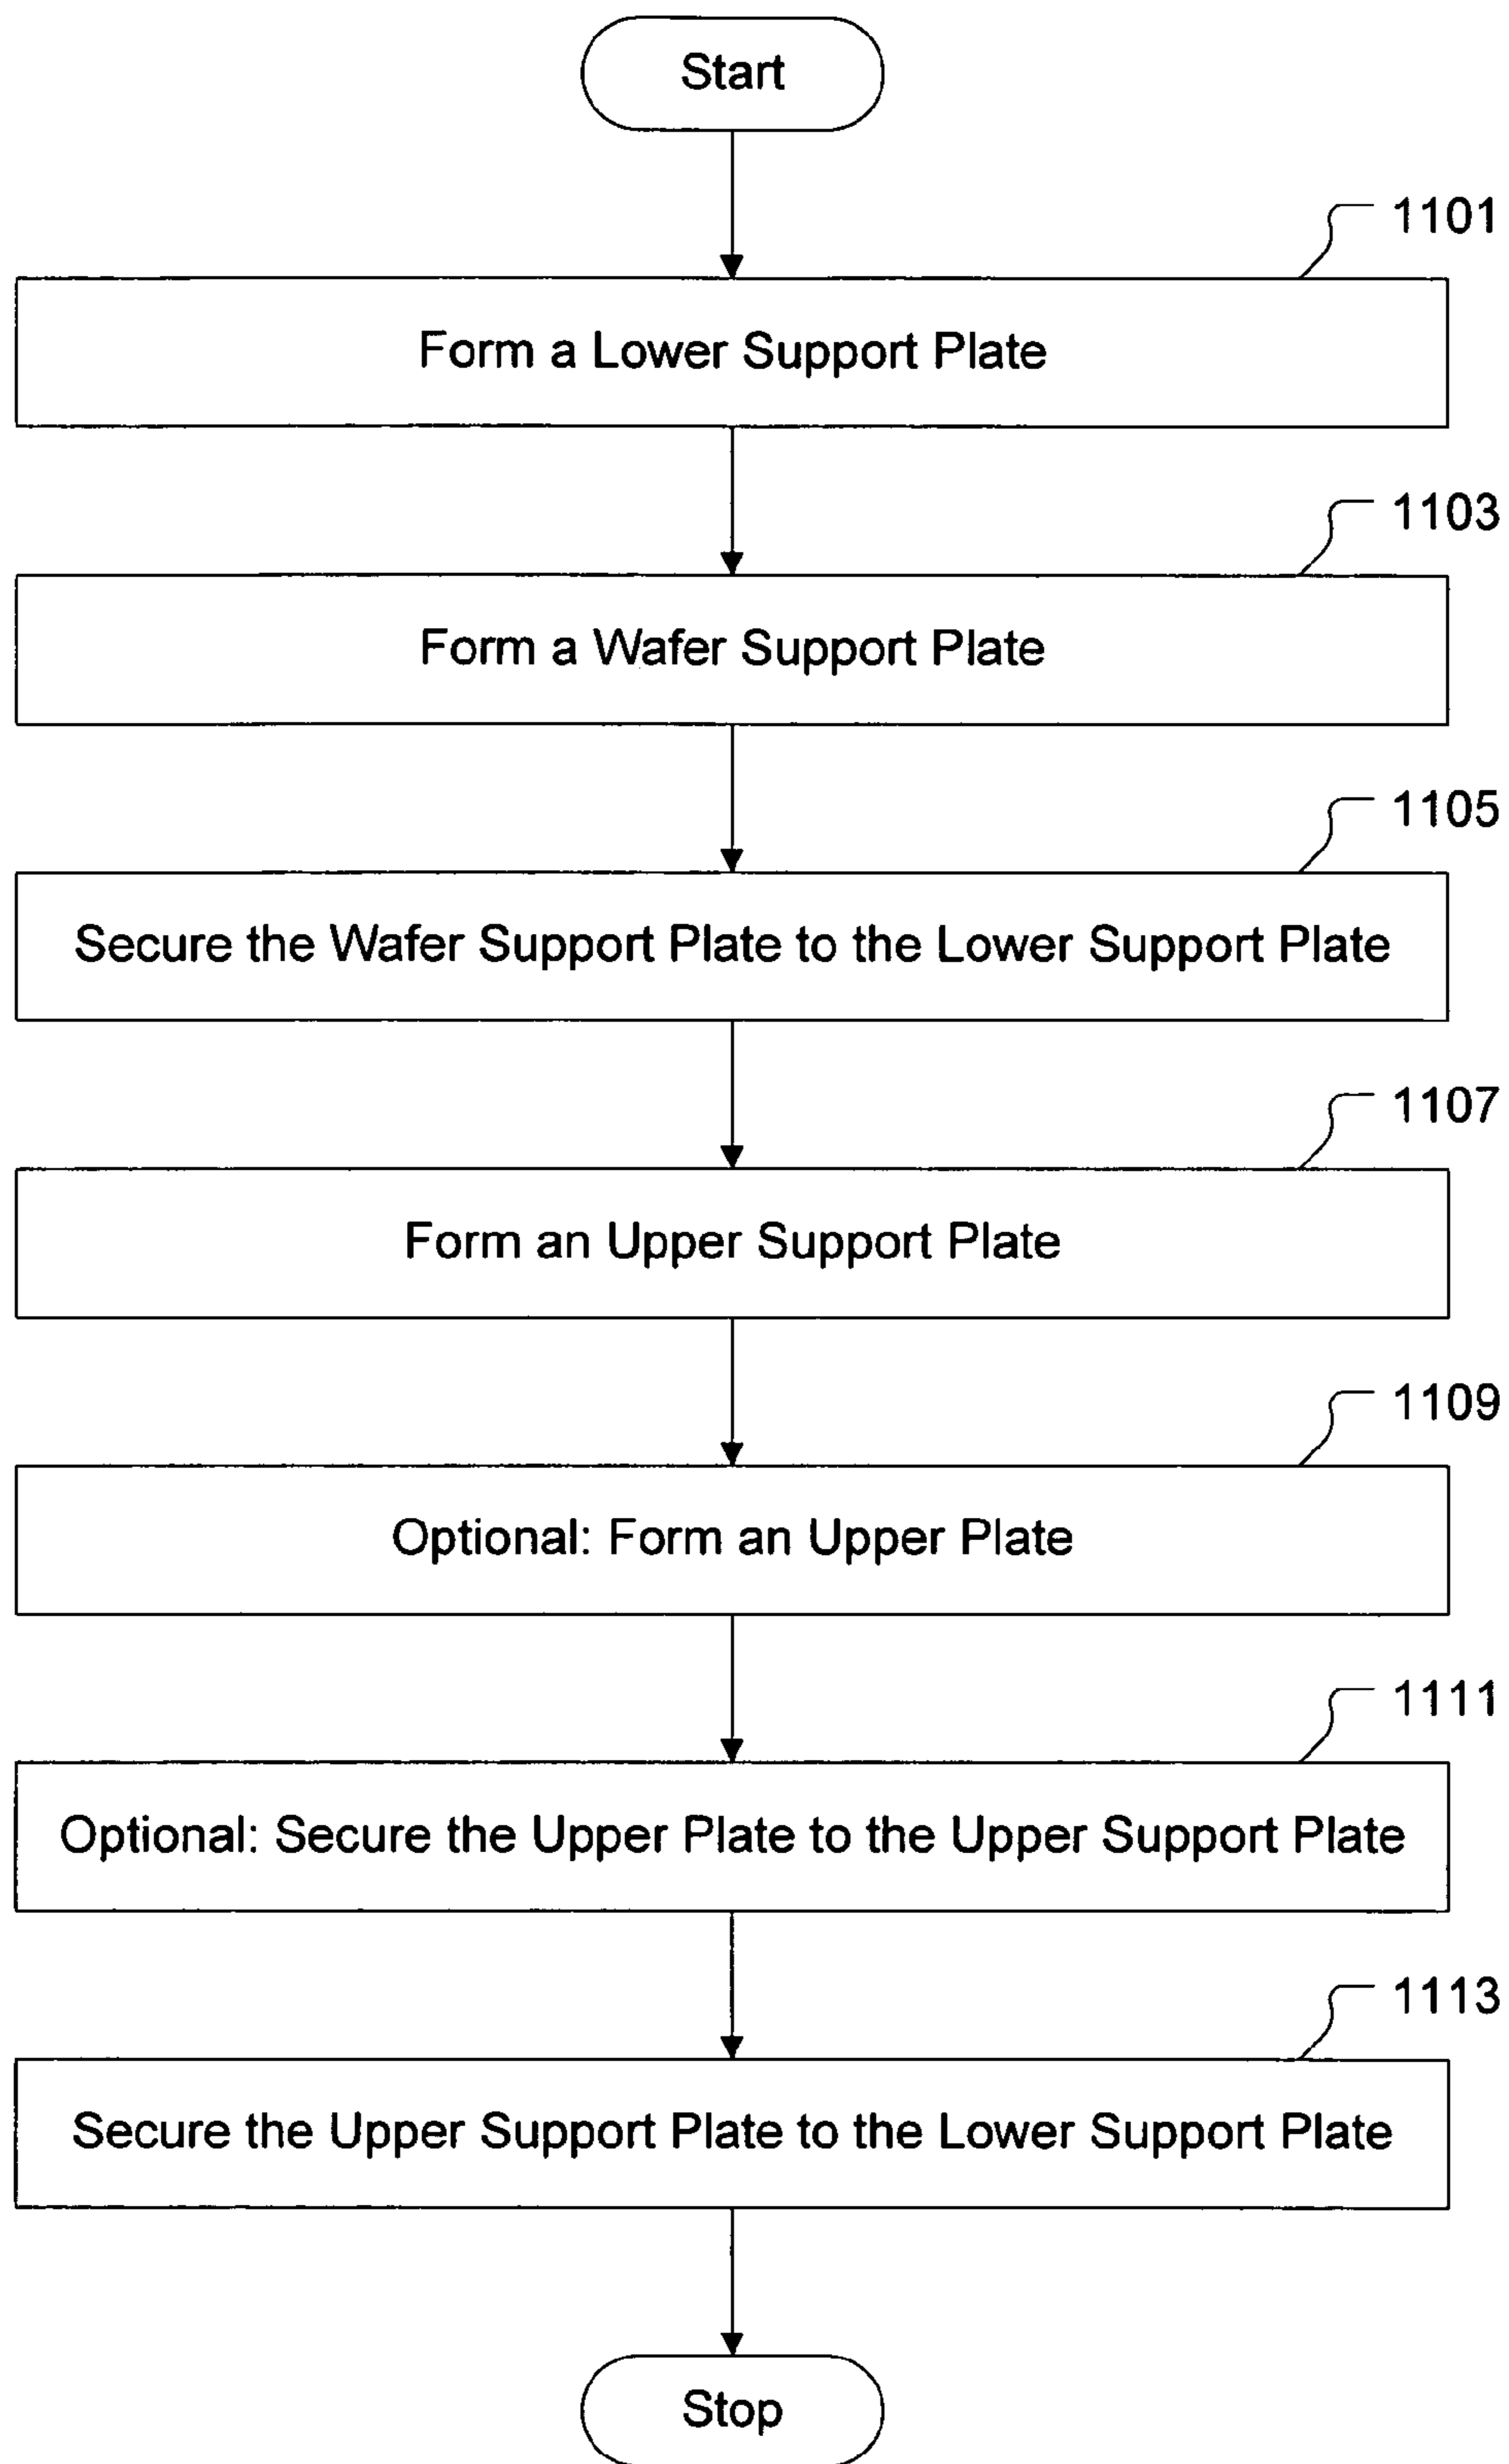 Start
1101
Form a Lower Support Plate
1103
Form a Wafer Support Plate
1105
Secure the Wafer Support Plate to the Lower Support Plate
1107
Form an Upper Support Plate
1109
Optional: Form an Upper Plate
1111
Optional: Secure the Upper Plate to the Upper Support Plate
1113
Secure the Upper Support Plate to the Lower Support Plate
Stop